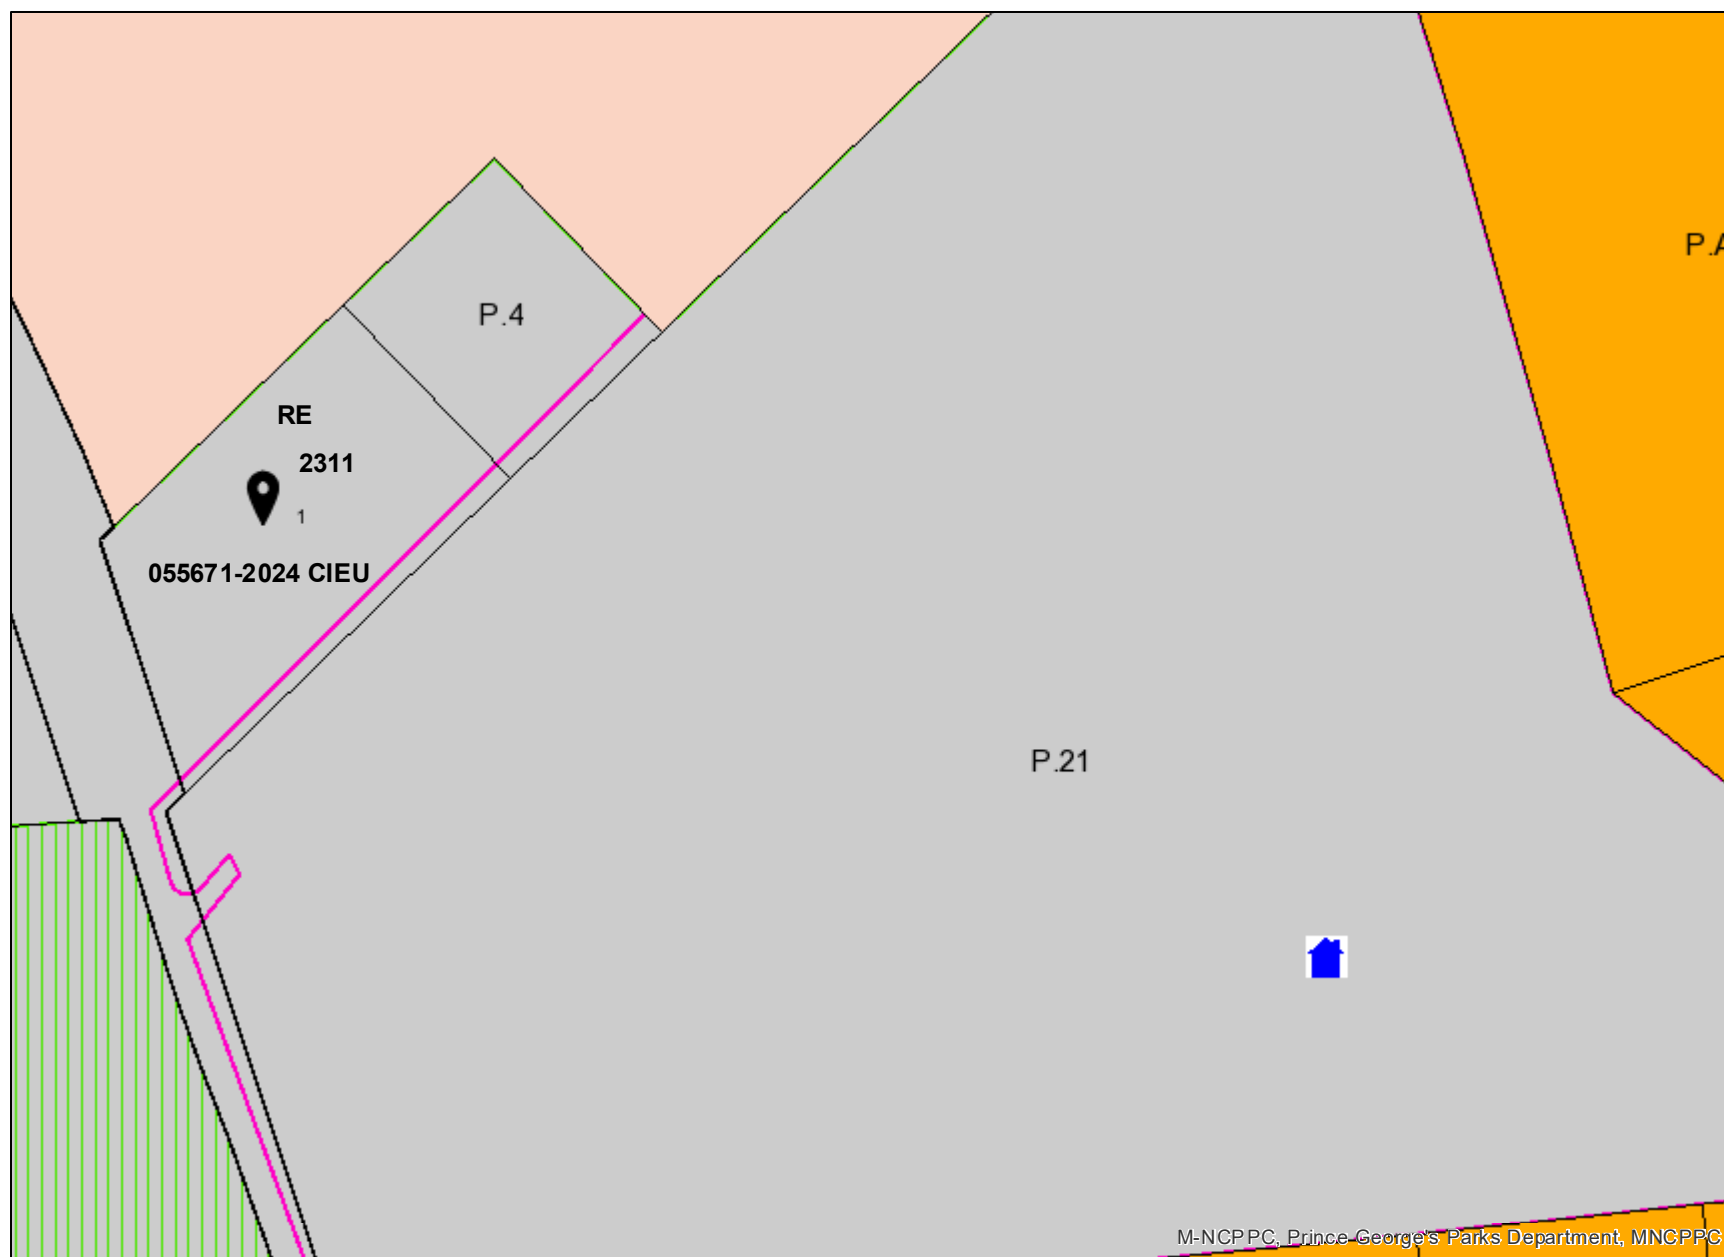 P.A
P.4
RE
2311
1
055671-2024 CIEU
P.21
M-NCPPC, Prince George's Parks Department, MNCPPC